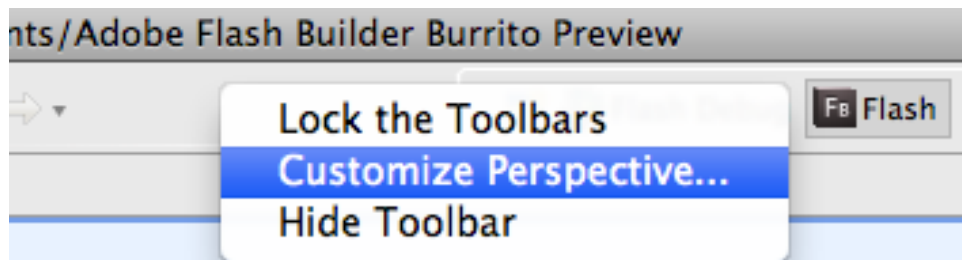 nts/Adobe Flash Builder Burrito Preview
Lock the Toolbars
FB Flash
Customize Perspective...
Hide Toolbar